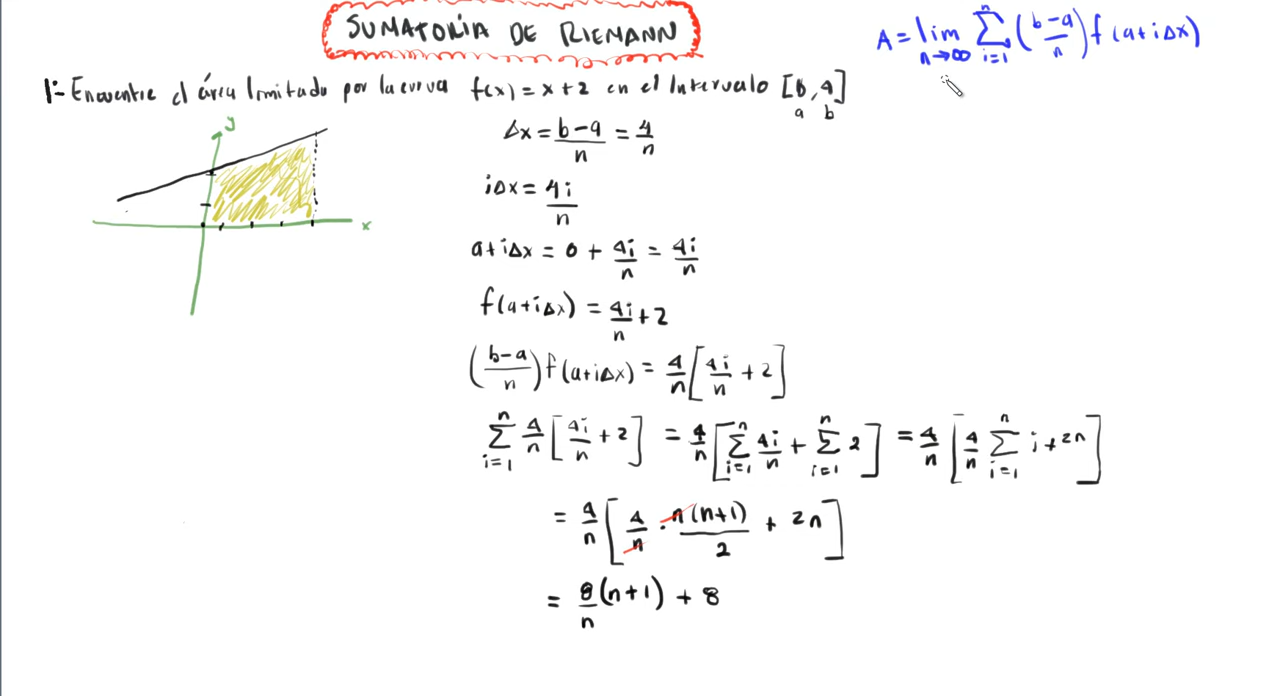 SUMATORIA DE RIEMANN
A = lim n→∞ ∑ i=1 n (b-a/n) f(a+iΔx)
1:- Encuentre el área limitado por la curva f(x) = x+2 en el Intervalo [0, 4]
a b
y
x
Δx = b-a/n = 4/n
iΔx = 4i/n
a+iΔx = 0 + 4i/n = 4i/n
f(a+iΔx) = 4i/n + 2
(b-a/n) f(a+iΔx) = 4/n [4i/n + 2]
∑ i=1 n 4/n [4i/n + 2] = 4/n [∑ i=1 n 4i/n + ∑ i=1 n 2] = 4/n [4/n ∑ i=1 n i + 2n]
= 4/n [4/n · n(n+1)/2 + 2n]
= 8/n (n+1) + 8